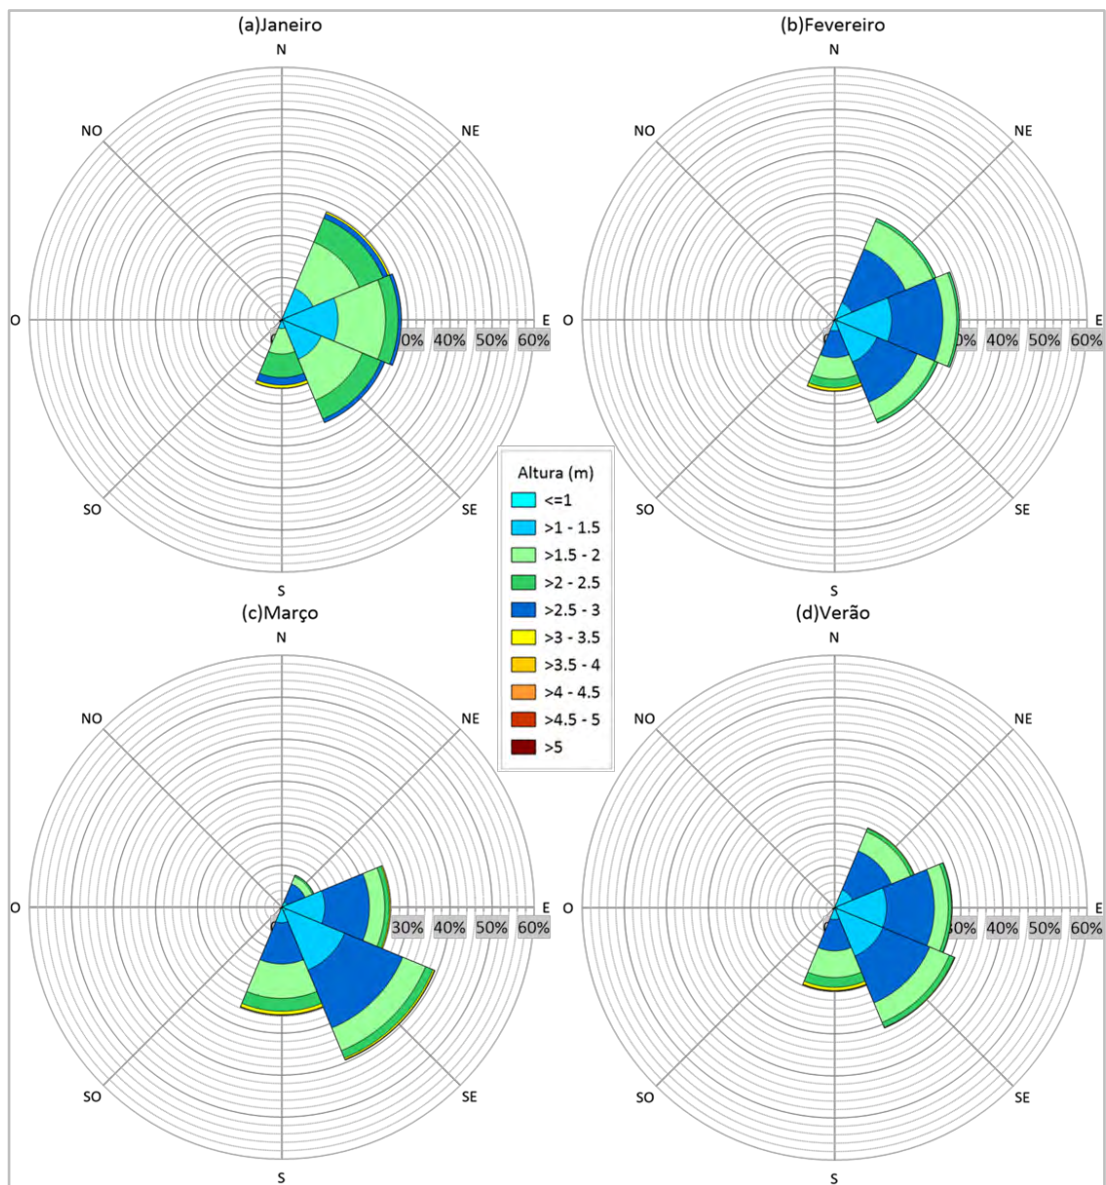 (a)Janeiro
N
NO
NE
O
E
40%
50%
60%
SO
SE
S
(b)Fevereiro
N
NO
NE
O
E
30%
40%
50%
60%
SO
SE
S
Altura (m)
<=1
>1 - 1.5
>1.5 - 2
>2 - 2.5
>2.5 - 3
>3 - 3.5
>3.5 - 4
>4 - 4.5
>4.5 - 5
>5
(c)Março
N
NO
NE
O
E
30%
40%
50%
60%
SO
SE
S
(d)Verão
N
NO
NE
O
E
30%
40%
50%
60%
SO
SE
S